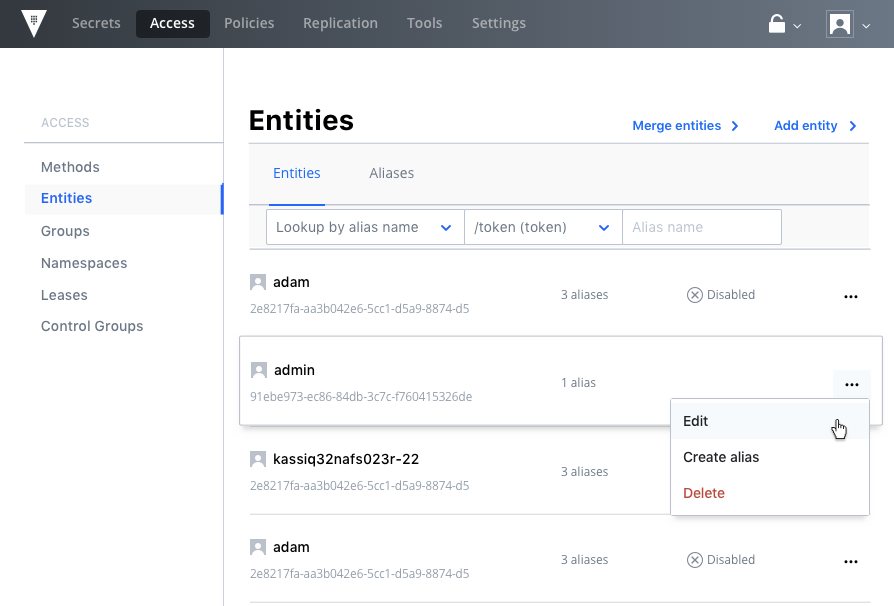 Secrets Access Policies Replication Tools Settings
ACCESS
Methods
Entities
Groups
Namespaces
Leases
Control Groups
Entities
Merge entities Add entity
Entities Aliases
Lookup by alias name /token (token) Alias name
adam
2e8217fa-aa3b042e6-5cc1-d5a9-8874-d5
3 aliases
Disabled
admin
91ebe973-ec86-84db-3c7c-f760415326de
1 alias
Edit
Create alias
Delete
kassiq32nafs023r-22
2e8217fa-aa3b042e6-5cc1-d5a9-8874-d5
3 aliases
adam
2e8217fa-aa3b042e6-5cc1-d5a9-8874-d5
3 aliases
Disabled